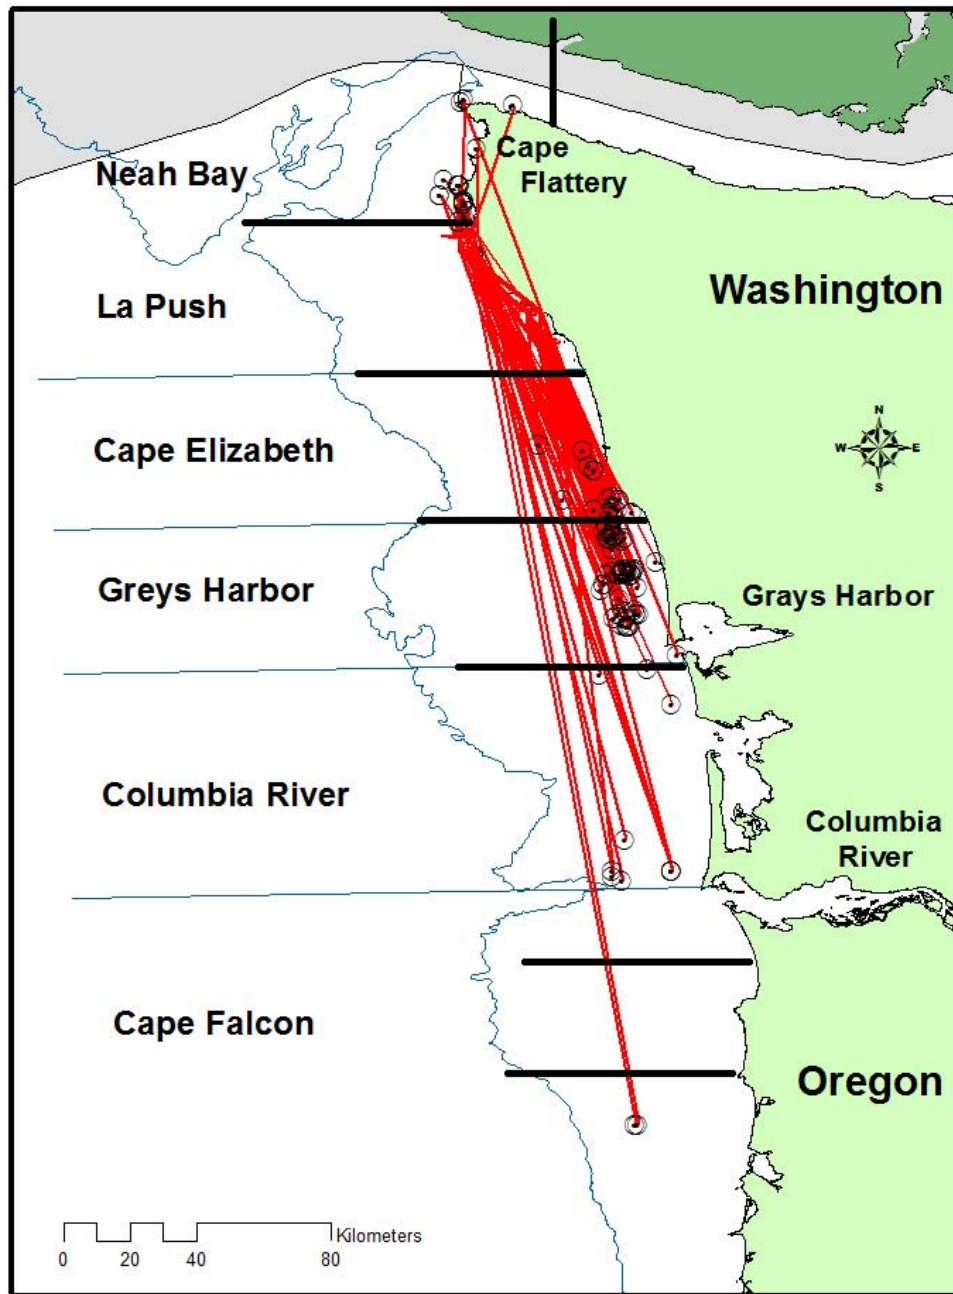 Neah Bay
Cape
Flattery
La Push
Washington
Cape Elizabeth
N
W
E
S
Greys Harbor
Grays Harbor
Columbia River
Columbia
River
Cape Falcon
Oregon
Kilometers
0 20 40 80